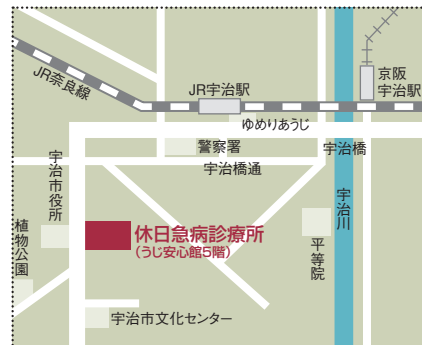 JR奈良線
JR宇治駅
京阪
宇治駅
ゆめりあうじ
警察署
宇治橋
宇治橋通
宇治市役所
宇治川
植物公園
休日急病診療所
(うじ安心館5階)
平等院
宇治市文化センター